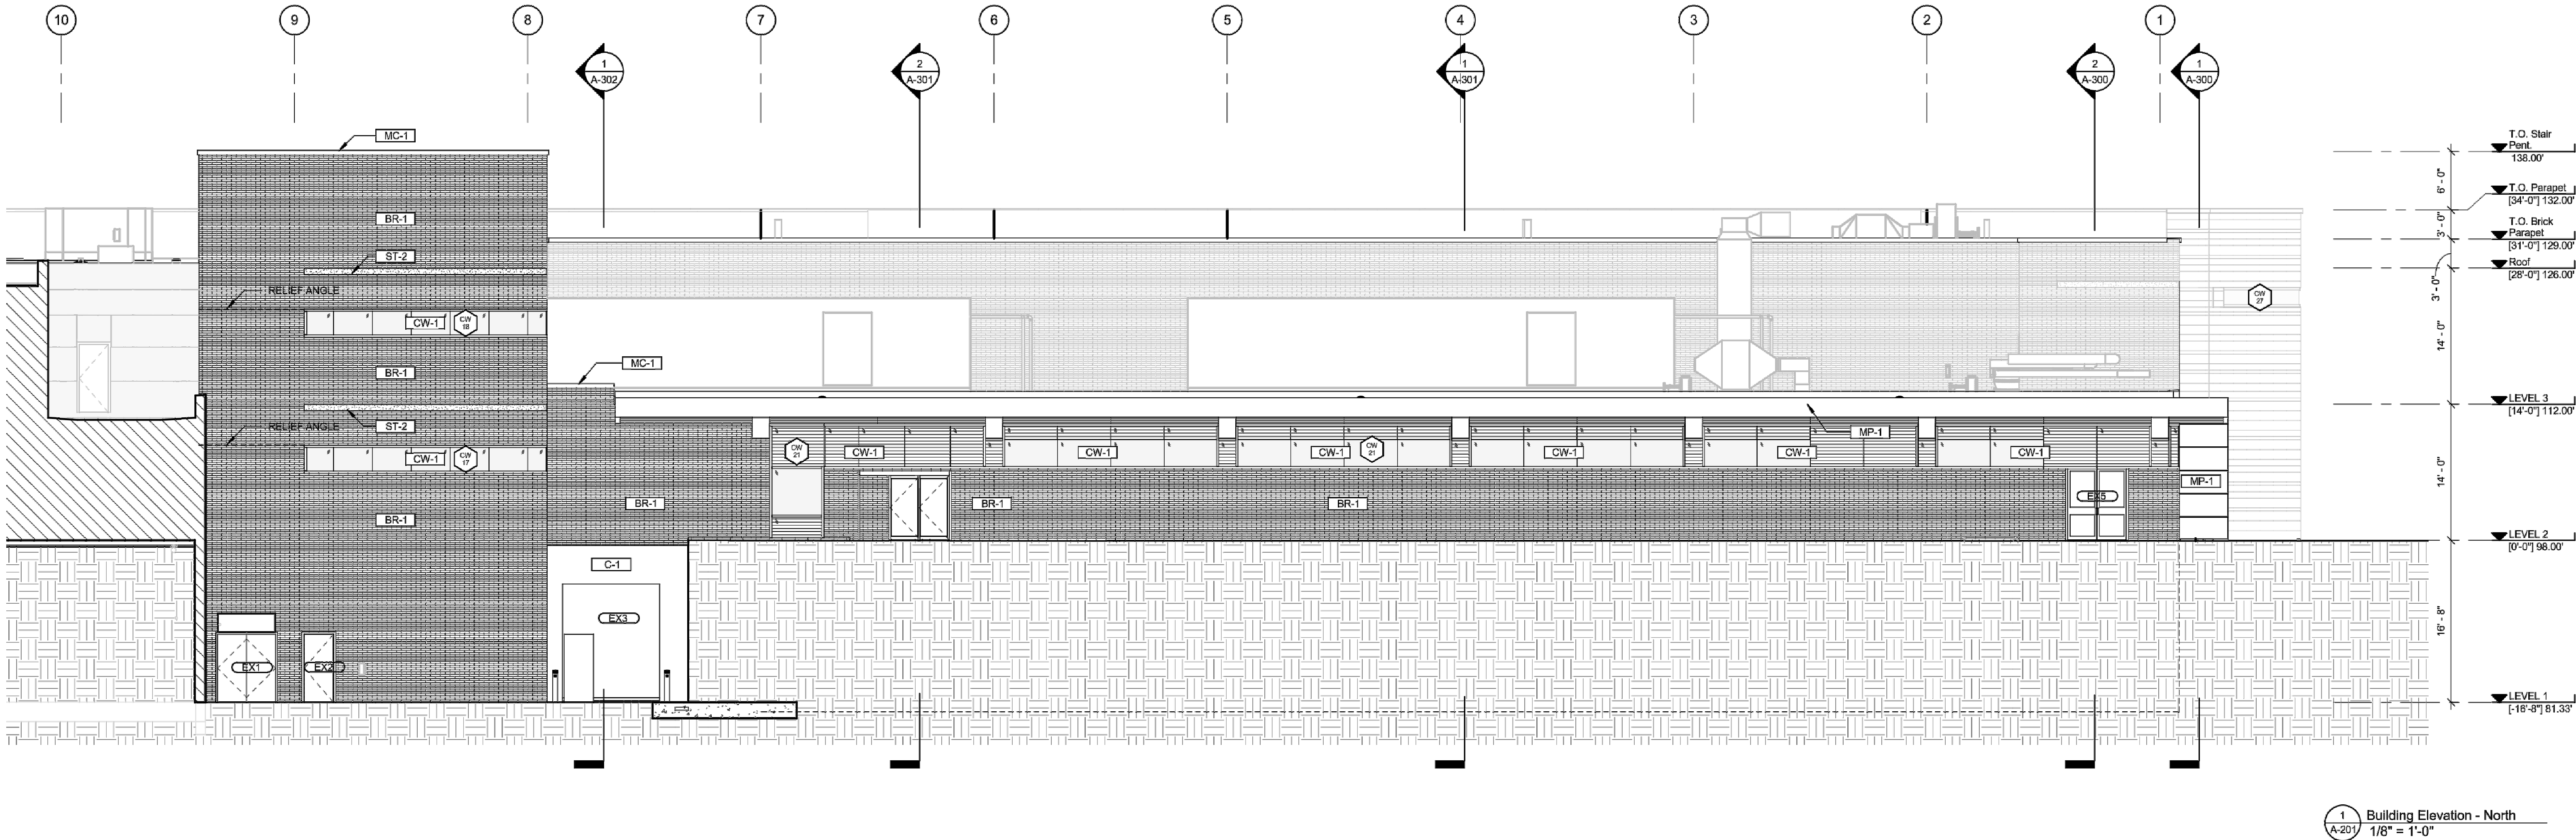 10
9
8
7
6
5
4
3
2
1
1
A-302
2
A-301
1
A-301
2
A-300
1
A-300
MC-1
T.O. Stair
Pent.
138.00'
6' - 0"
T.O. Parapet
[34'-0"] 132.00'
BR-1
3' - 0"
T.O. Brick
Parapet
[31'-0"] 129.00'
ST-2
Roof
[28'-0"] 126.00'
3' - 0"
RELIEF ANGLE
CW
27
CW-1
CW
18
14' - 0"
MC-1
BR-1
LEVEL 3
[14'-0"] 112.00'
ST-2
RELIEF ANGLE
MP-1
CW-1
CW
17
CW
21
CW-1
CW-1
CW-1
CW
21
CW-1
CW-1
CW-1
14' - 0"
MP-1
BR-1
BR-1
BR-1
BR-1
EX5
LEVEL 2
[0'-0"] 98.00'
C-1
EX3
16' - 8"
EX1
EX2
LEVEL 1
[-16'-8"] 81.33'
1
A-201
Building Elevation - North
1/8" = 1'-0"